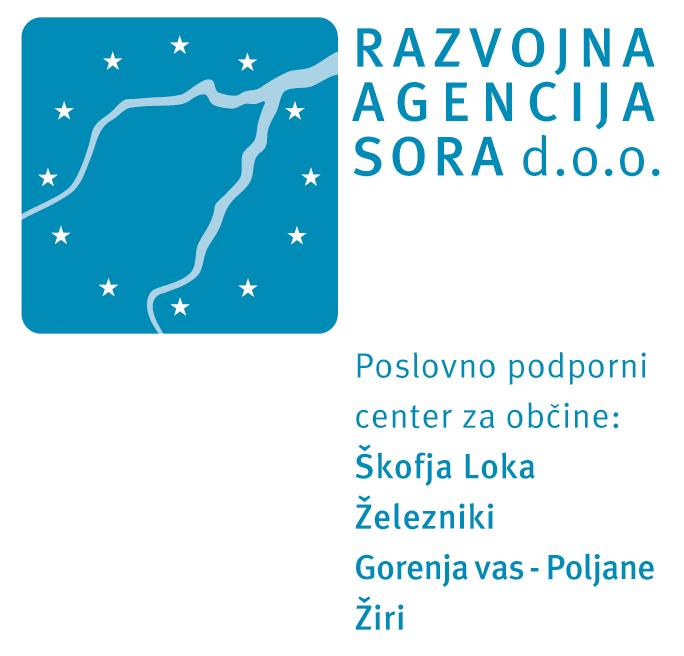 RAZVOJNA
AGENCIJA
SORA d.o.o.
Poslovno podporni
center za občine:
Škofja Loka
Železniki
Gorenja vas - Poljane
Žiri